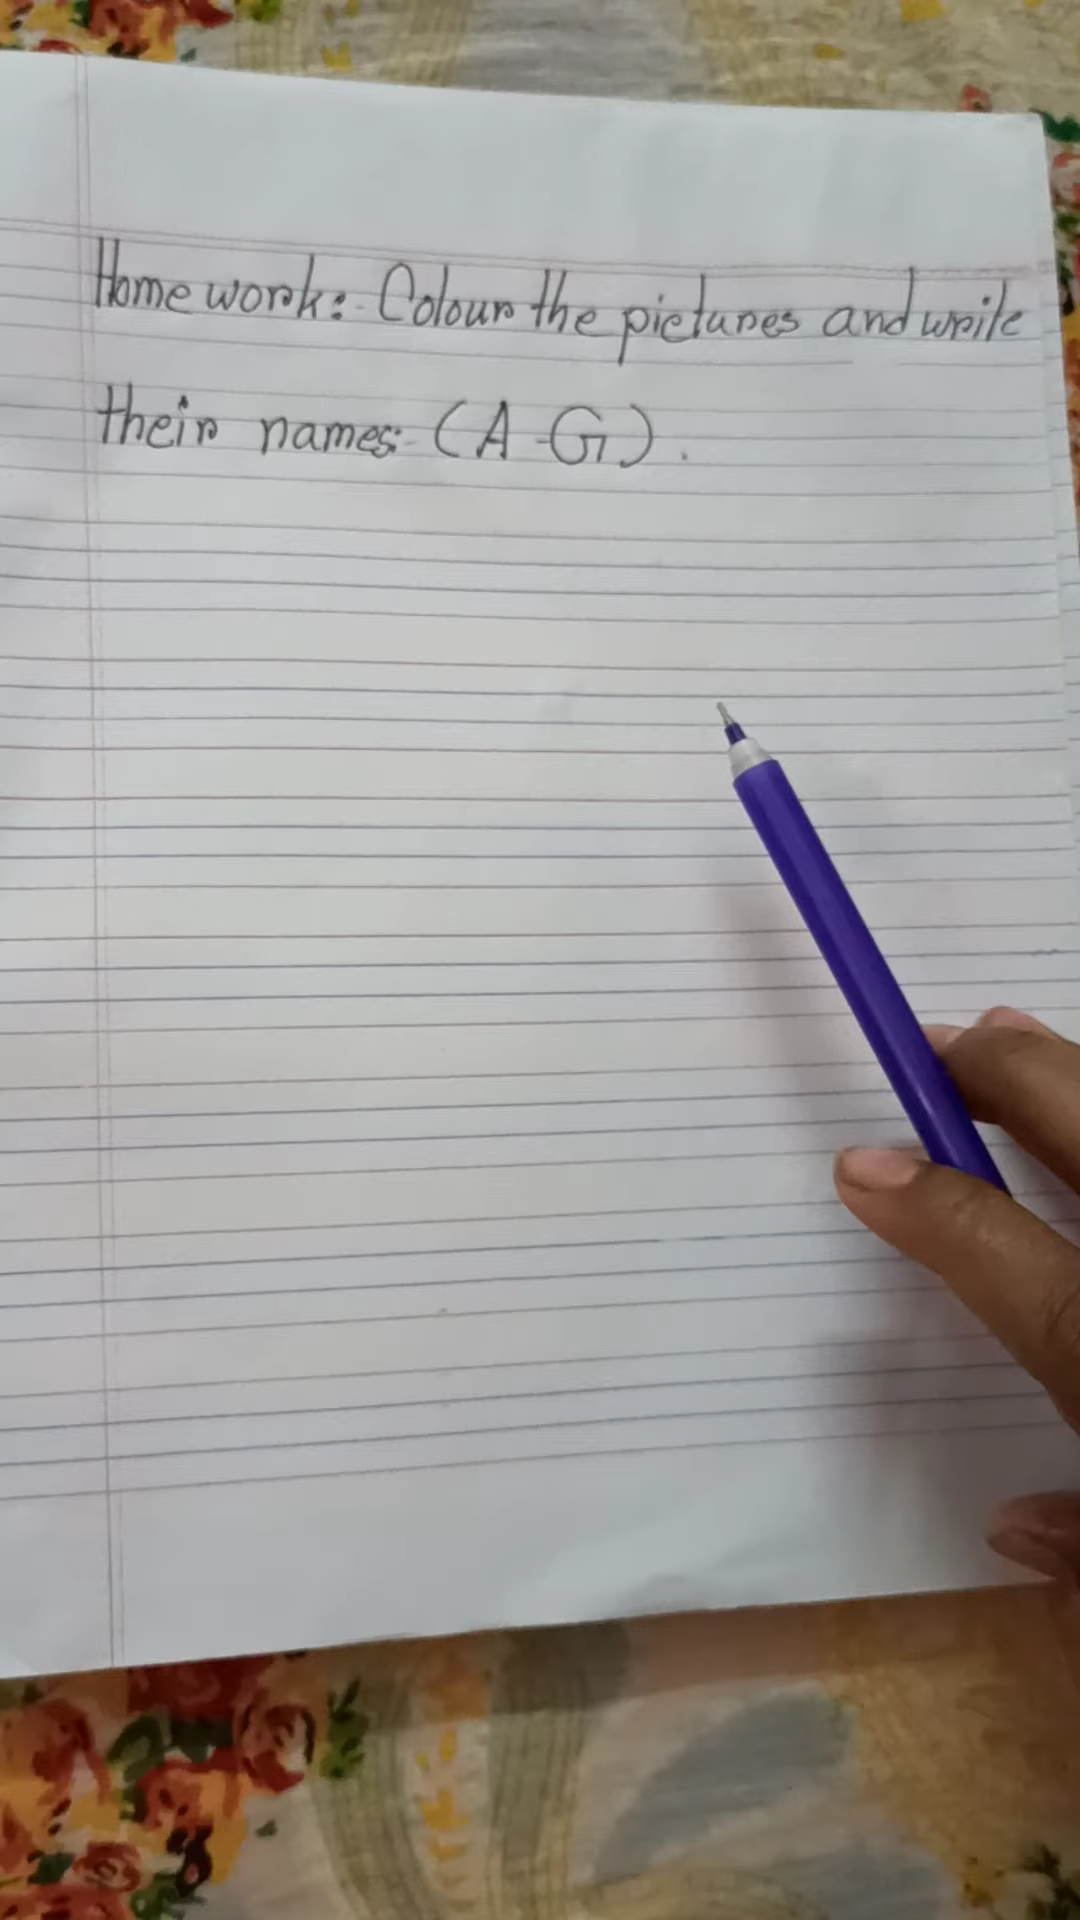 Home work:- Colour the pictures and write
their names:- (A-G).